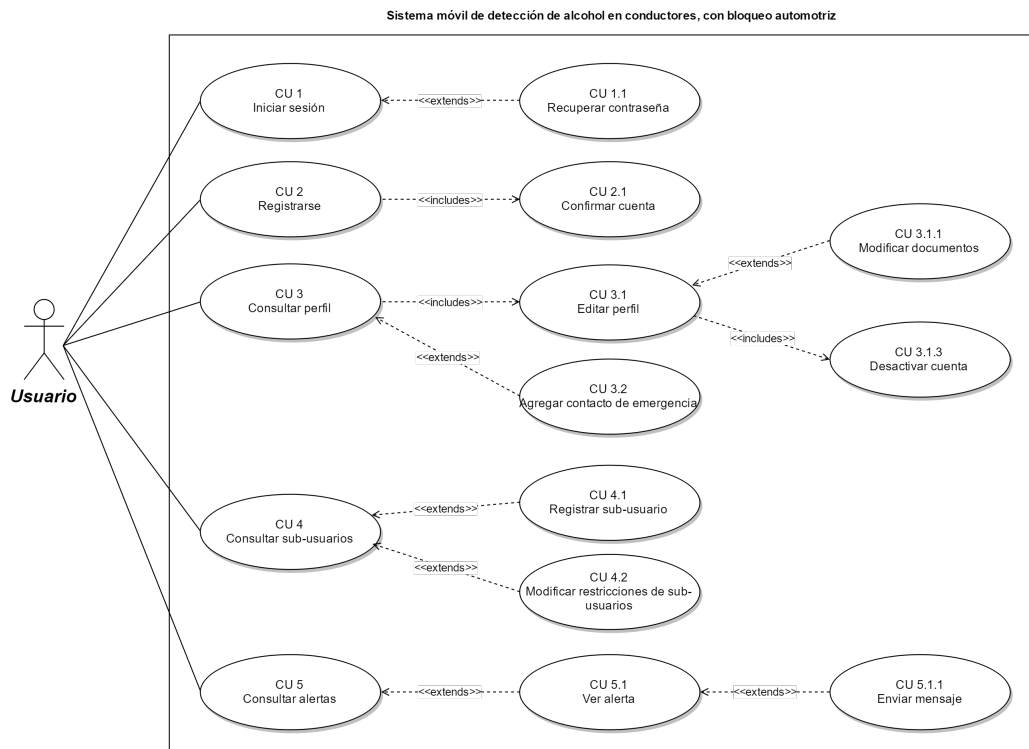 Sistema móvil de detección de alcohol en conductores, con bloqueo automotriz
CU 1
Iniciar sesión
<<extends>>
CU 1.1
Recuperar contraseña
CU 2
Registrarse
<<includes>>
CU 2.1
Confirmar cuenta
CU 3
Consultar perfil
<<includes>>
CU 3.1
Editar perfil
<<extends>>
CU 3.1.1
Modificar documentos
<<includes>>
CU 3.1.3
Desactivar cuenta
<<extends>>
CU 3.2
Agregar contacto de emergencia
Usuario
CU 4
Consultar sub-usuarios
<<extends>>
CU 4.1
Registrar sub-usuario
<<extends>>
CU 4.2
Modificar restricciones de sub-
usuarios
CU 5
Consultar alertas
<<extends>>
CU 5.1
Ver alerta
<<extends>>
CU 5.1.1
Enviar mensaje